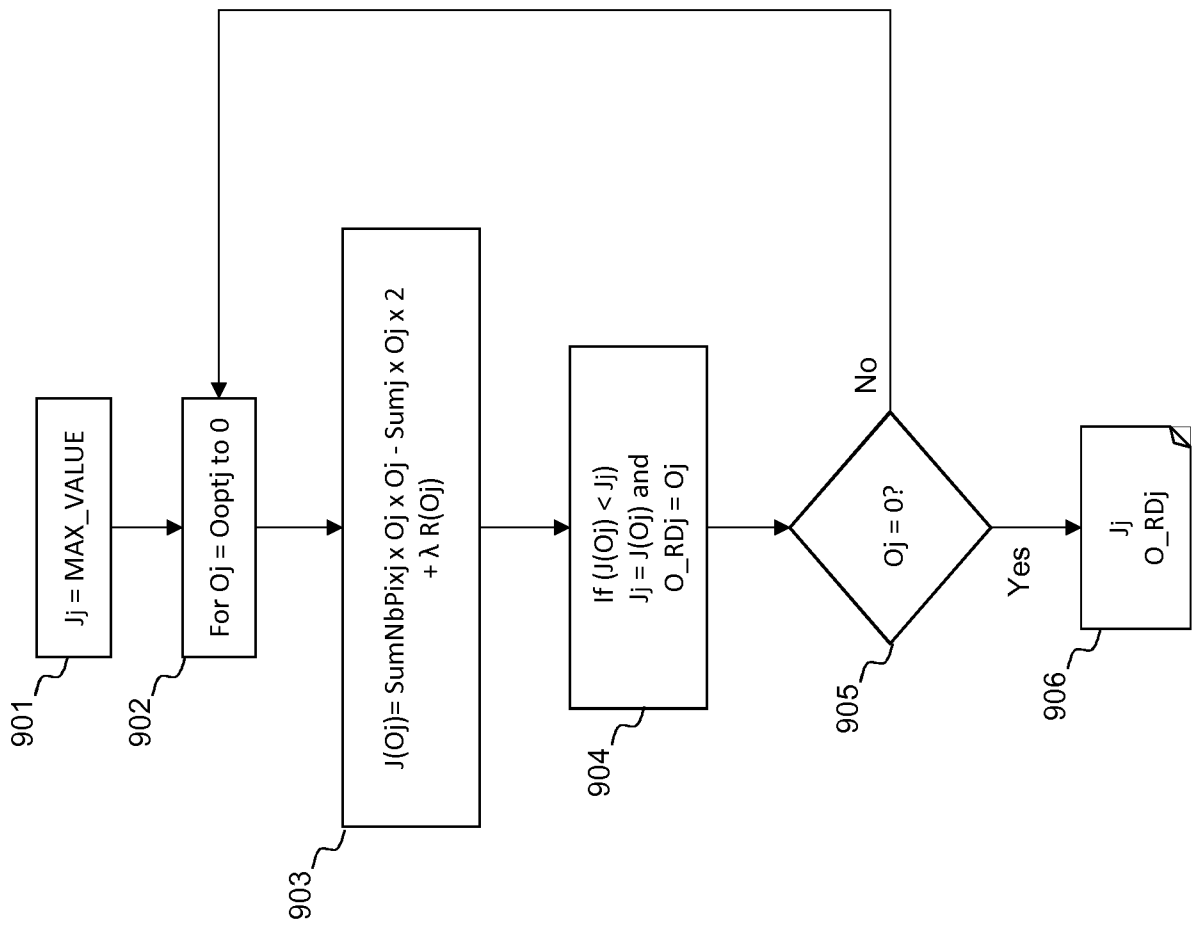 901
Jj = MAX_VALUE
902
For Oj = Ooptj to 0
903
J(Oj)= SumNbPixj x Oj x Oj - Sumj x Oj x 2
+ λ R(Oj)
904
If (J(Oj) < Jj)
Jj = J(Oj) and
O_RDj = Oj
905
Oj = 0?
No
Yes
906
Jj
O_RDj